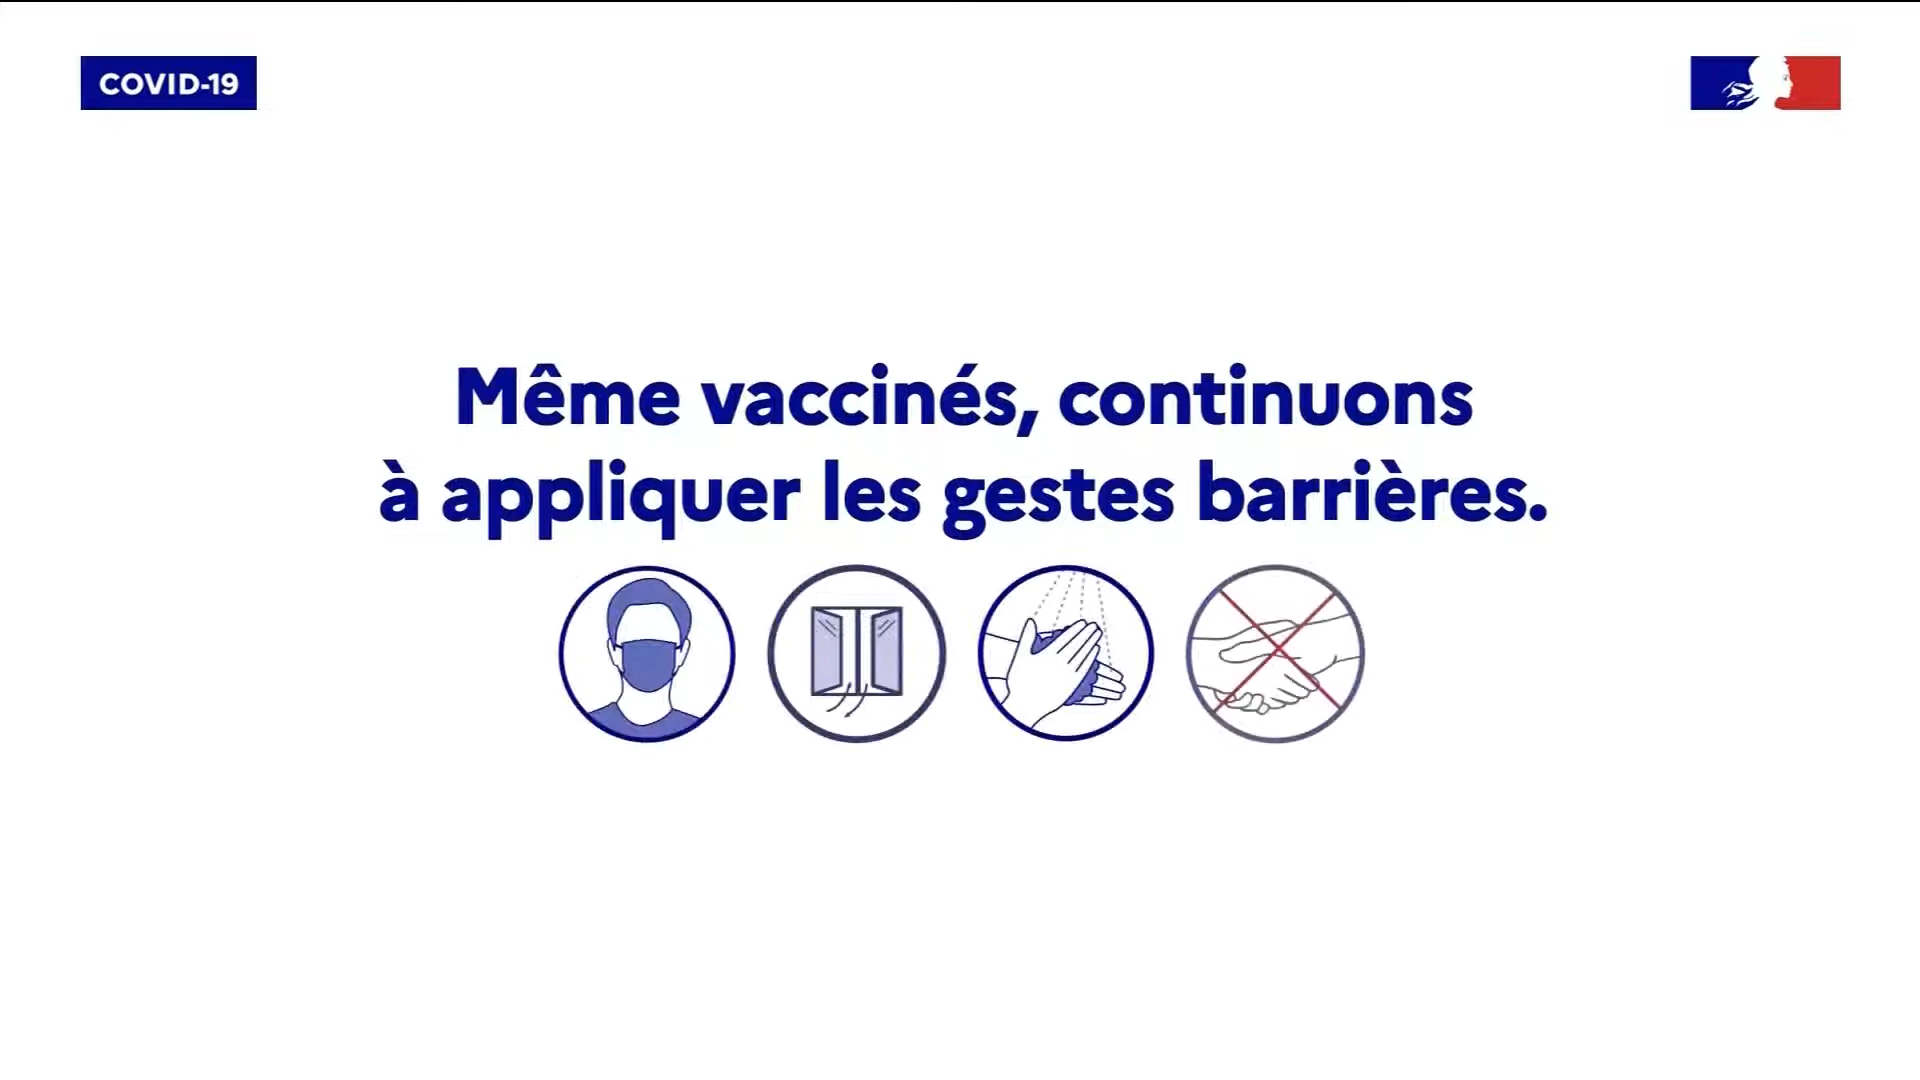 COVID-19
Même vaccinés, continuons
à appliquer les gestes barrières.